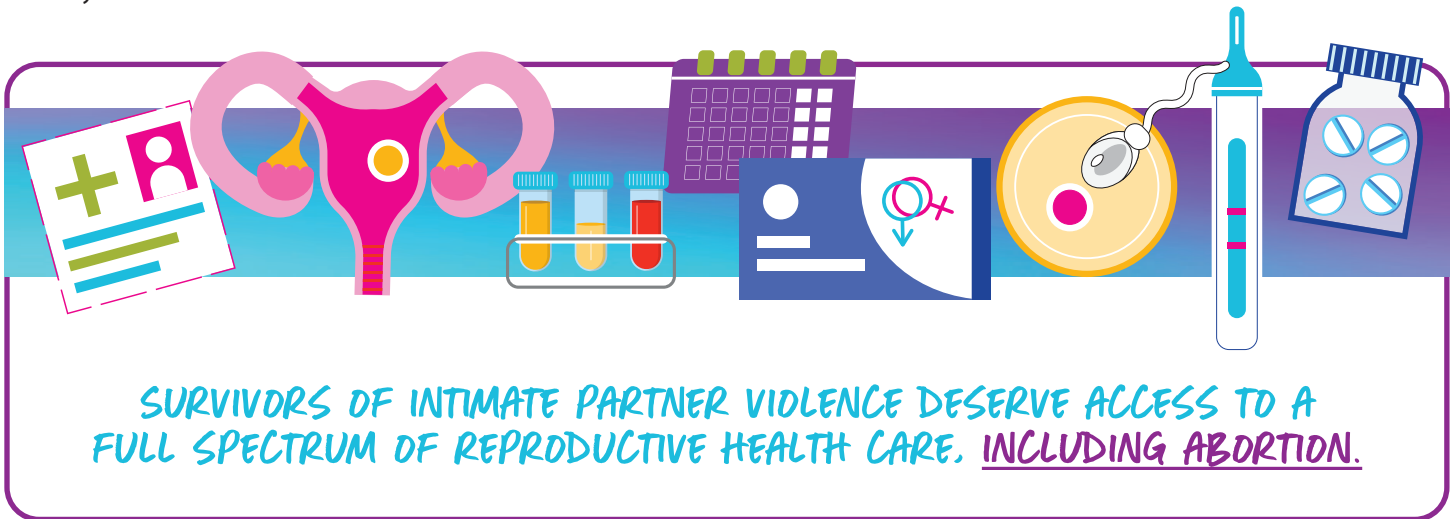 SURVIVORS OF INTIMATE PARTNER VIOLENCE DESERVE ACCESS TO A
FULL SPECTRUM OF REPRODUCTIVE HEALTH CARE, INCLUDING ABORTION.